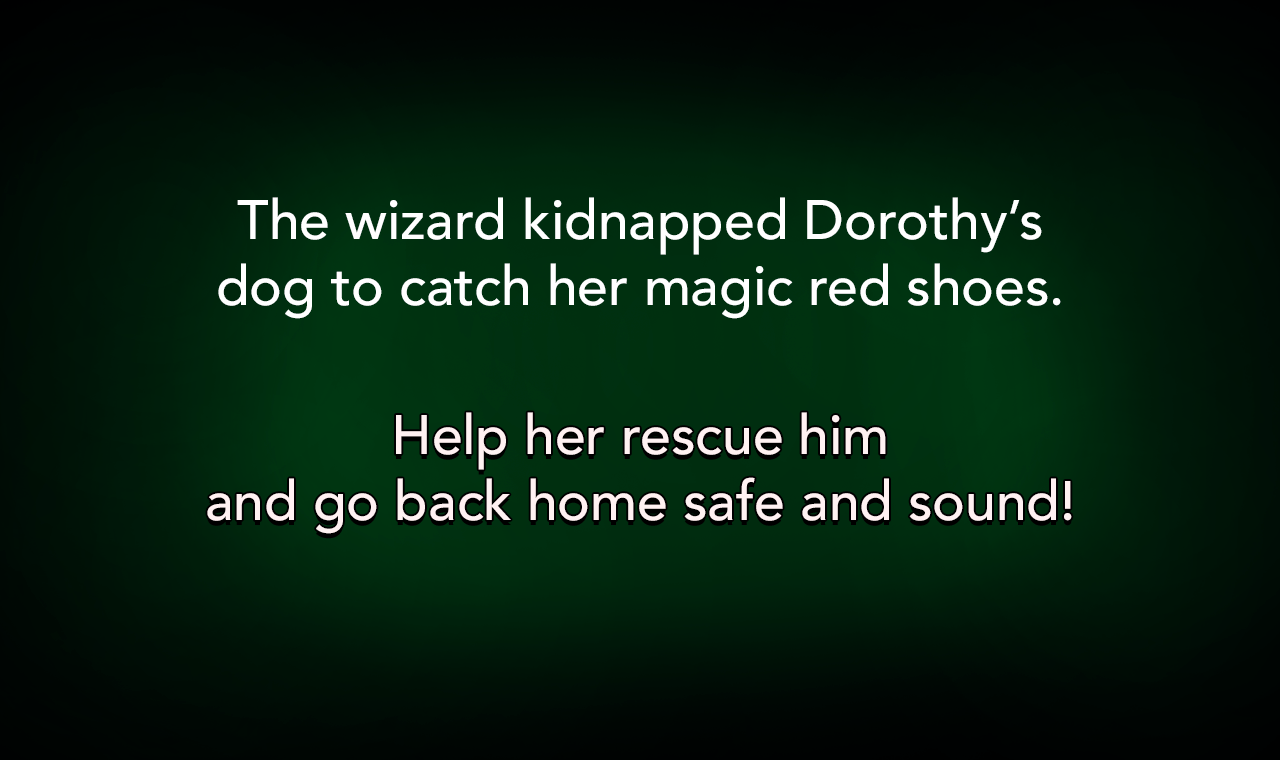 The wizard kidnapped Dorothy’s
dog to catch her magic red shoes.
Help her rescue him
and go back home safe and sound!